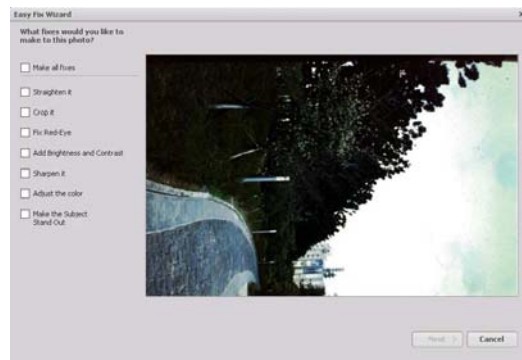 Easy Fix Wizard
x
What fixes would you like to
make to this photo?
Make all fixes
Straighten it
Crop it
Fix Red-Eye
Add Brightness and Contrast
Sharpen it
Adjust the color
Make the Subject
Stand Out
Next >
Cancel